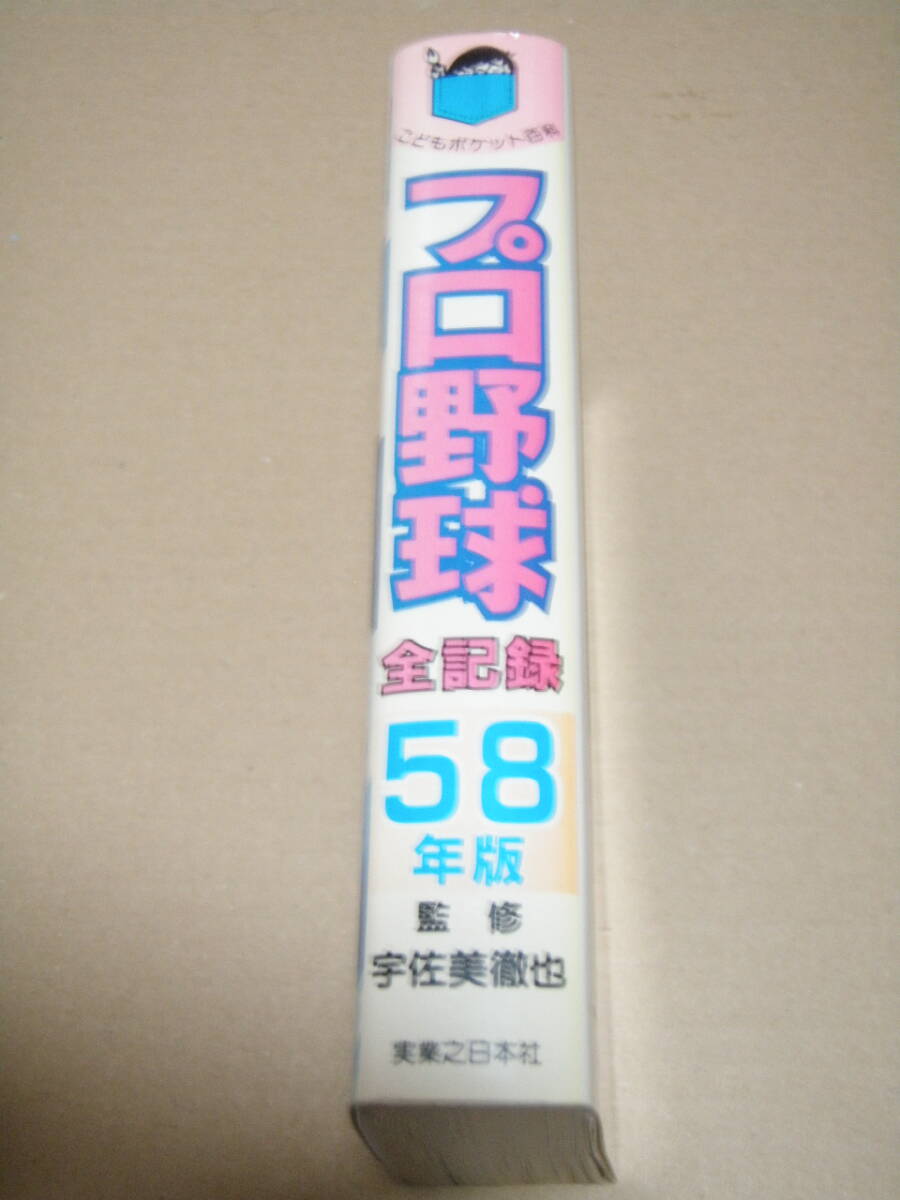 こどもポケット百科
プロ野球
全記録
58
年版
監修
宇佐美徹也
実業之日本社